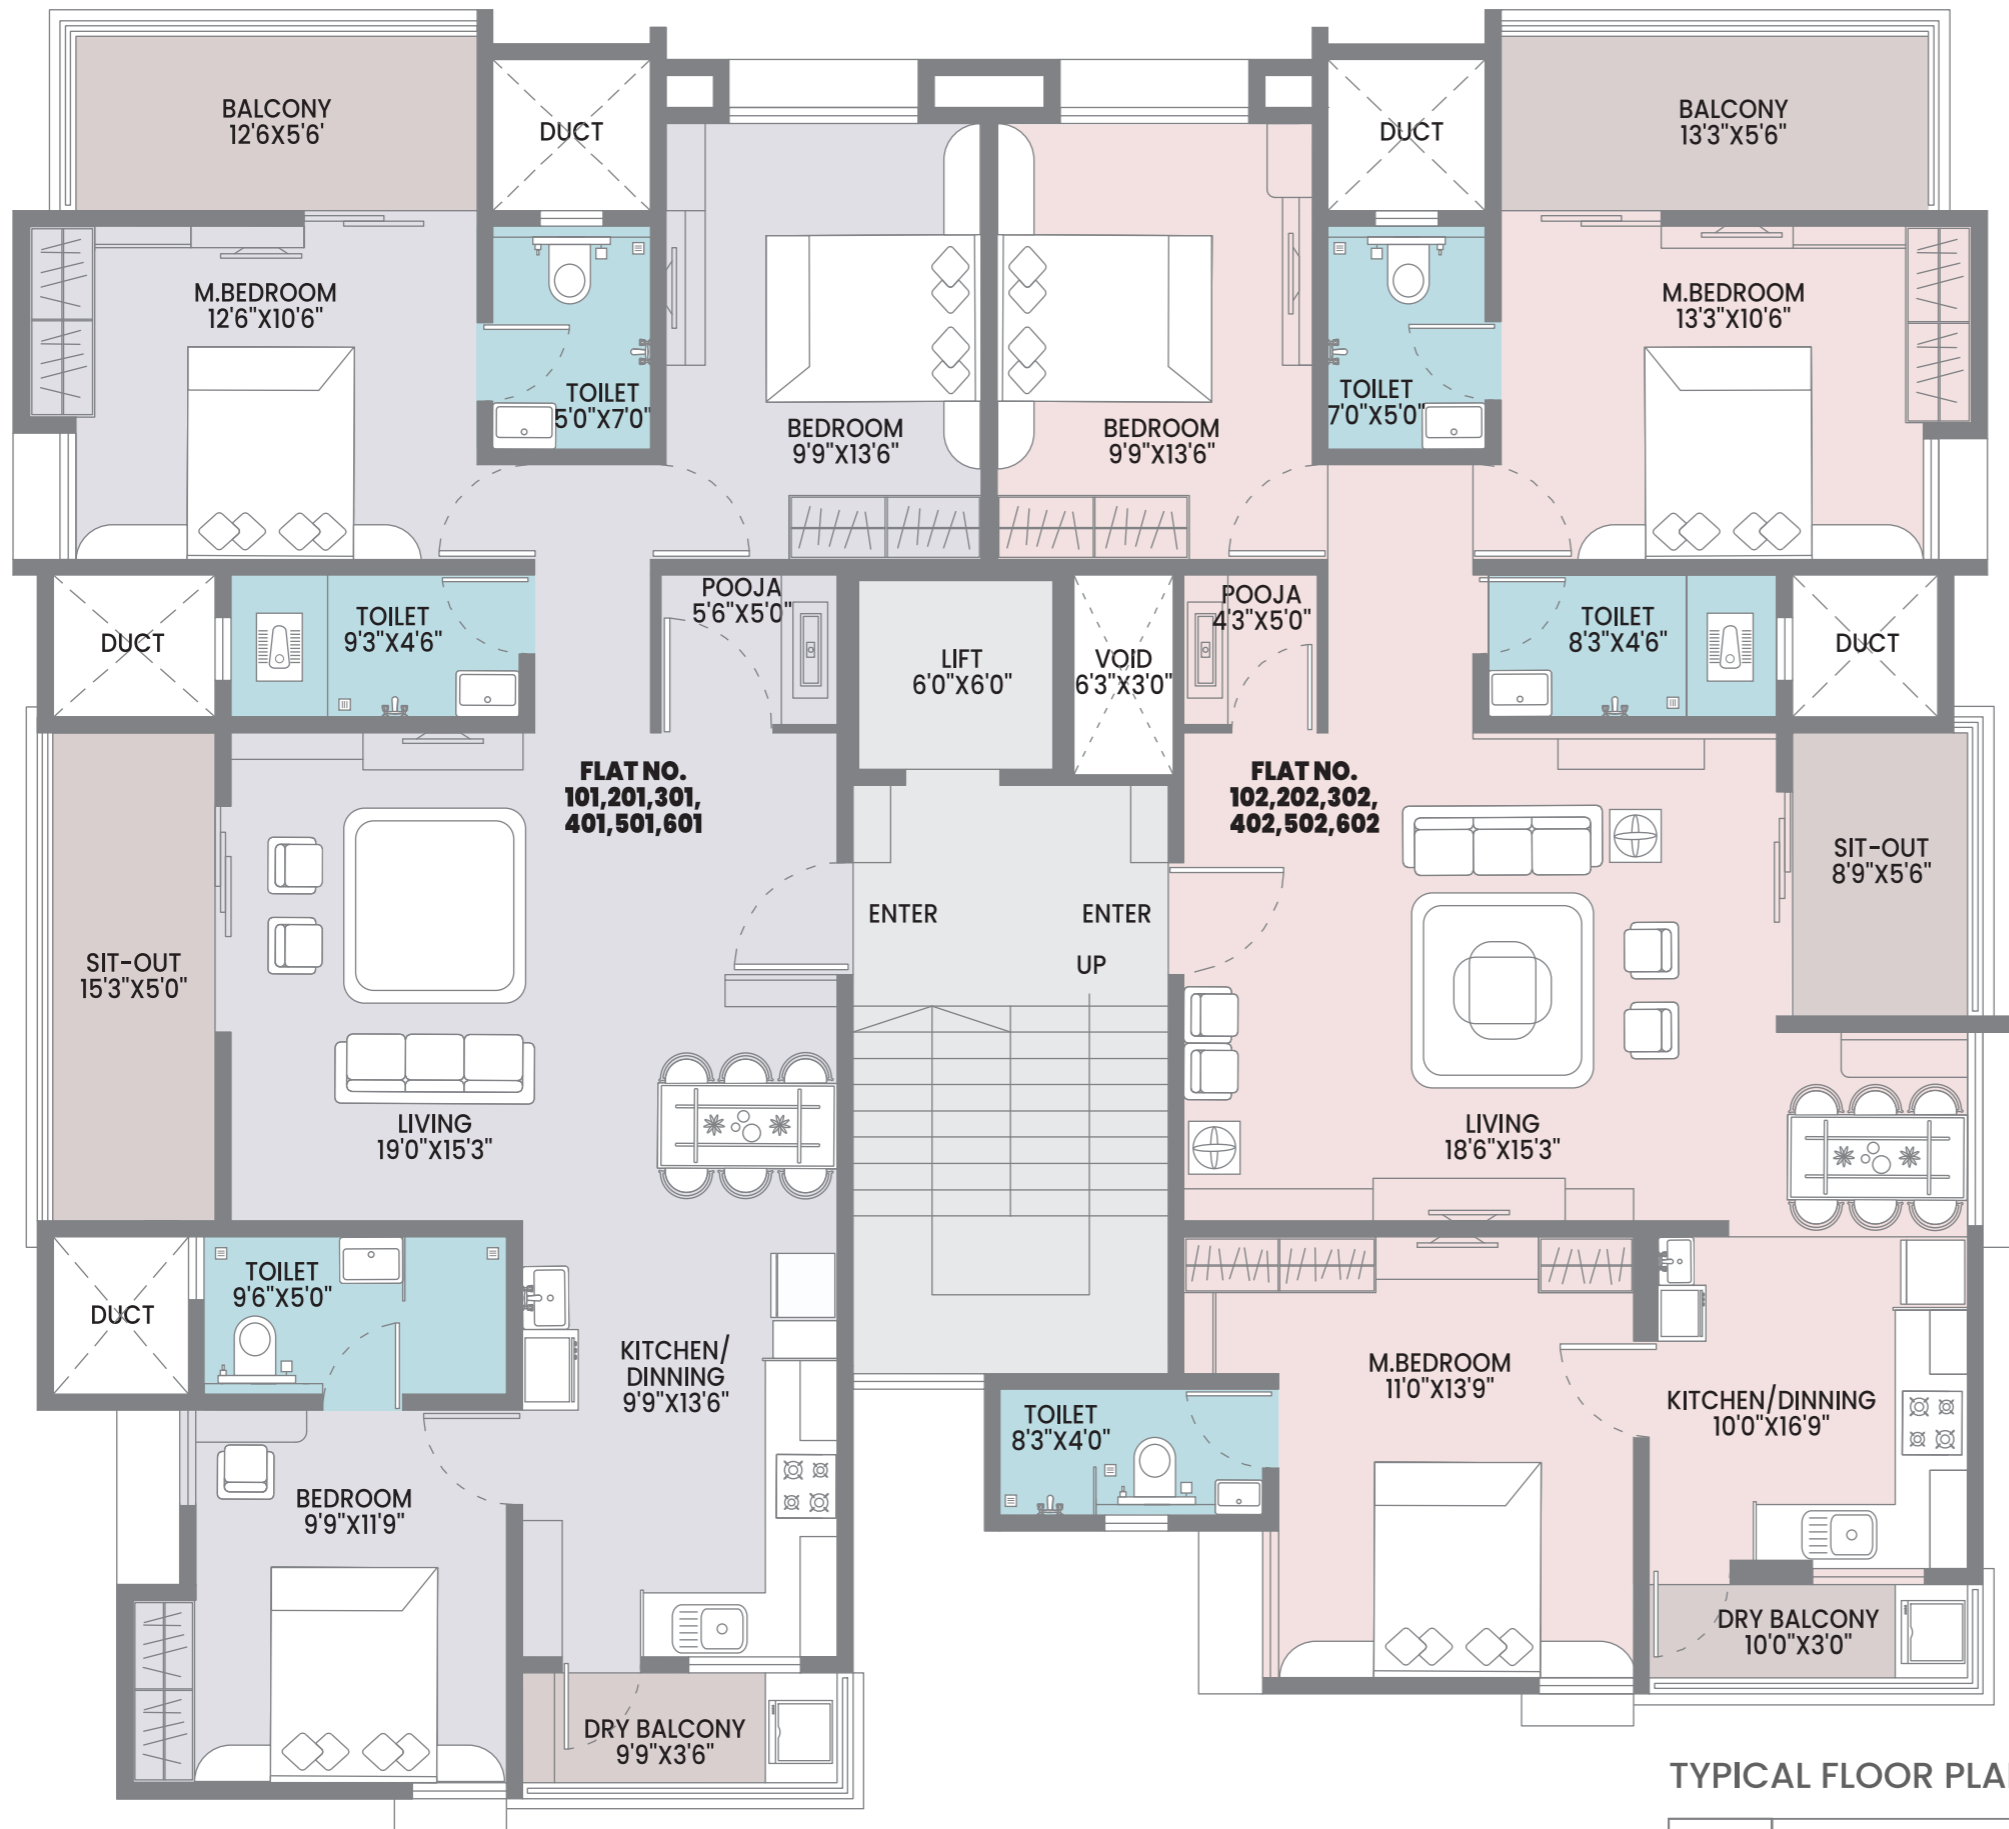 BALCONY
12'6X5'6'
DUCT
DUCT
BALCONY
13'3"X5'6"
M.BEDROOM
12'6"X10'6"
TOILET
5'0"X7'0"
BEDROOM
9'9"X13'6"
BEDROOM
9'9"X13'6"
TOILET
7'0"X5'0"
M.BEDROOM
13'3"X10'6"
DUCT
TOILET
9'3"X4'6"
POOJA
5'6"X5'0"
LIFT
6'0"X6'0"
VOID
6'3"X3'0"
POOJA
4'3"X5'0"
TOILET
8'3"X4'6"
DUCT
FLAT NO.
101,201,301,
401,501,601
FLAT NO.
102,202,302,
402,502,602
SIT-OUT
8'9"X5'6"
ENTER
ENTER
UP
SIT-OUT
15'3"X5'0"
LIVING
19'0"X15'3"
LIVING
18'6"X15'3"
DUCT
TOILET
9'6"X5'0"
KITCHEN/
DINNING
9'9"X13'6"
M.BEDROOM
11'0"X13'9"
KITCHEN/DINNING
10'0"X16'9"
TOILET
8'3"X4'0"
BEDROOM
9'9"X11'9"
DRY BALCONY
10'0"X3'0"
DRY BALCONY
9'9"X3'6"
TYPICAL FLOOR PLA